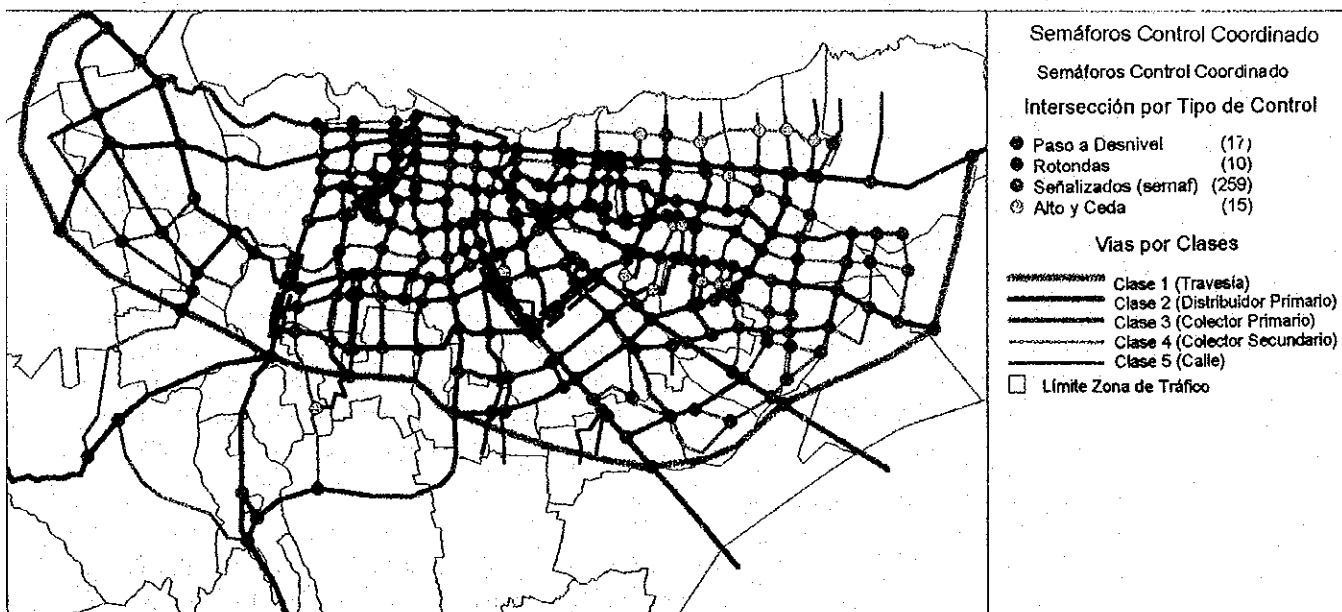 Semáforos Control Coordinado
Semáforos Control Coordinado
Intersección por Tipo de Control
Paso a Desnivel (17)
Rotondas (10)
Señalizados (semaf) (259)
Alto y Ceda (15)
Vias por Clases
Clase 1 (Travesía)
Clase 2 (Distribuidor Primario)
Clase 3 (Colector Primario)
Clase 4 (Colector Secundario)
Clase 5 (Calle)
Límite Zona de Tráfico